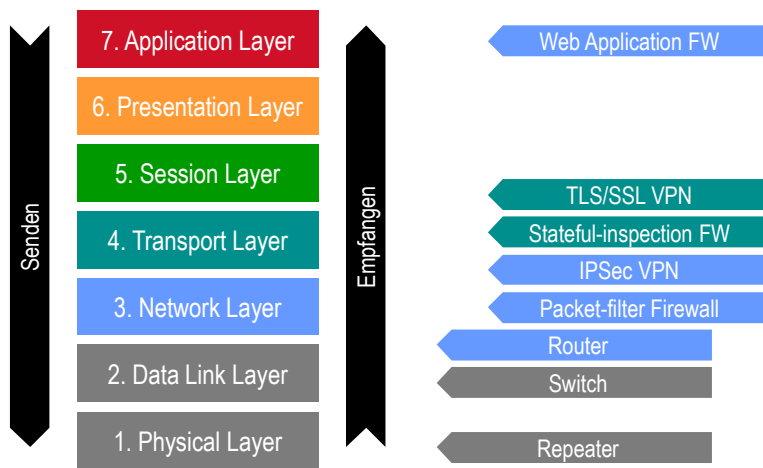 Senden
7. Application Layer
6. Presentation Layer
5. Session Layer
4. Transport Layer
3. Network Layer
2. Data Link Layer
1. Physical Layer
Empfangen
Web Application FW
TLS/SSL VPN
Stateful-inspection FW
IPSec VPN
Packet-filter Firewall
Router
Switch
Repeater